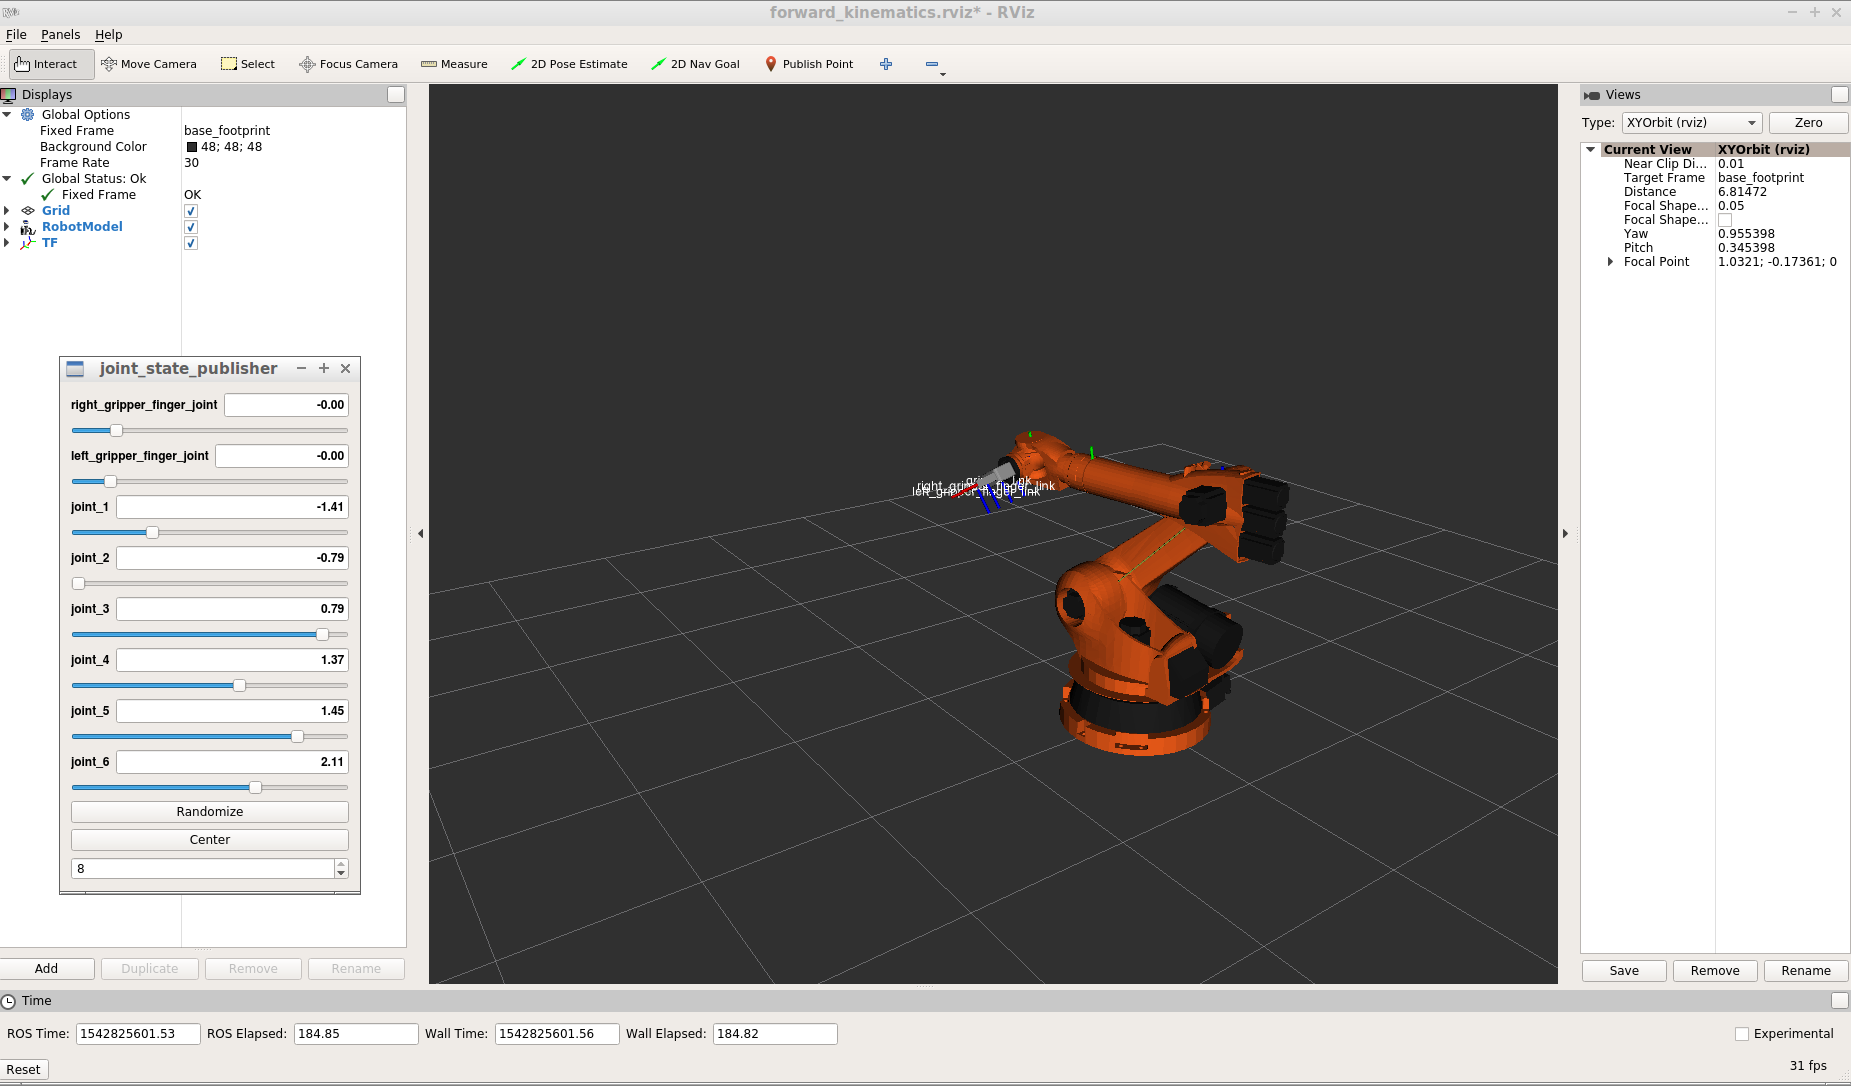 forward_kinematics.rviz* - RViz
File Panels Help
Interact Move Camera Select Focus Camera Measure 2D Pose Estimate 2D Nav Goal Publish Point
Displays
Global Options
Fixed Frame base_footprint
Background Color 48; 48; 48
Frame Rate 30
Global Status: Ok
Fixed Frame OK
Grid
RobotModel
TF
joint_state_publisher
right_gripper_finger_joint -0.00
left_gripper_finger_joint -0.00
joint_1 -1.41
joint_2 -0.79
joint_3 0.79
joint_4 1.37
joint_5 1.45
joint_6 2.11
Randomize
Center
8
Add Duplicate Remove Rename
right_gripper_finger_link
left_gripper_finger_link
Views
Type: XYOrbit (rviz) Zero
Current View XYOrbit (rviz)
Near Clip Di... 0.01
Target Frame base_footprint
Distance 6.81472
Focal Shape... 0.05
Focal Shape...
Yaw 0.955398
Pitch 0.345398
Focal Point 1.0321; -0.17361; 0
Save Remove Rename
Time
ROS Time: 1542825601.53 ROS Elapsed: 184.85 Wall Time: 1542825601.56 Wall Elapsed: 184.82 Experimental
Reset 31 fps